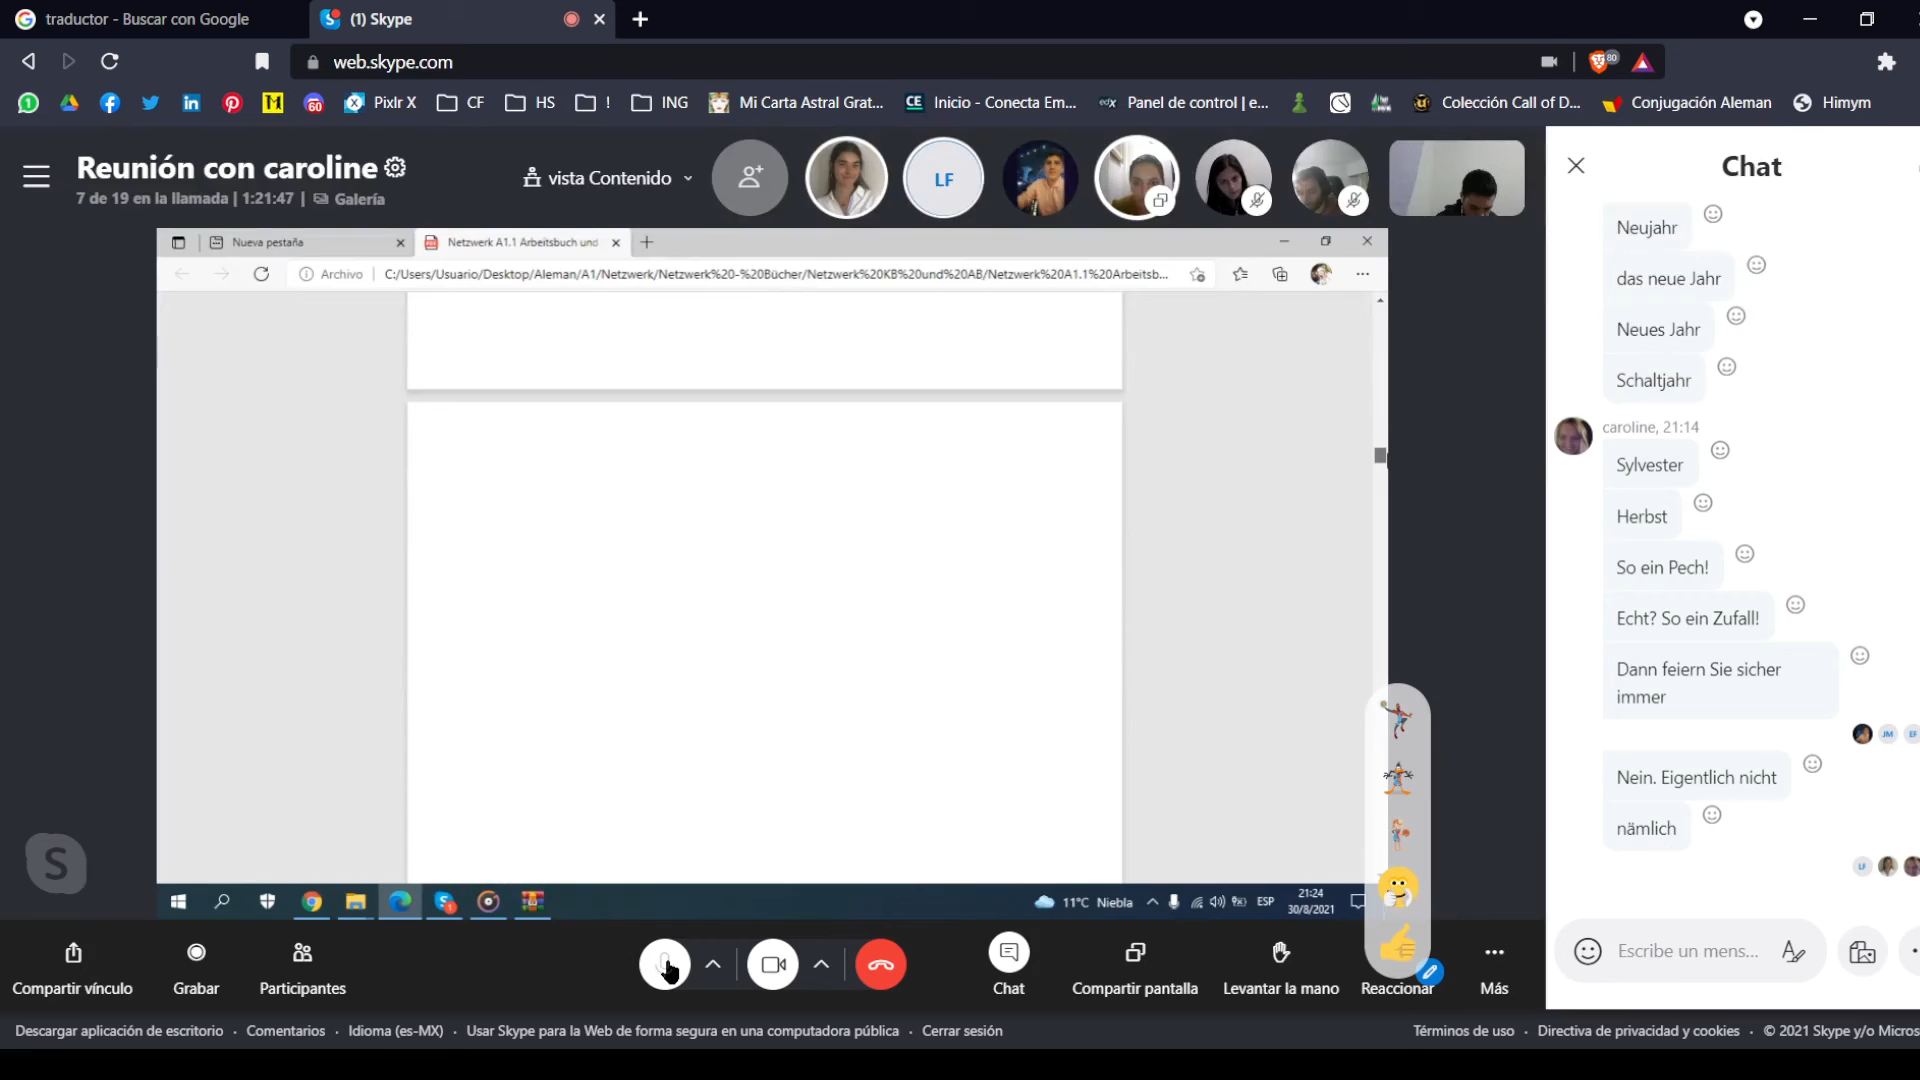 traductor - Buscar con Google
(1) Skype
web.skype.com
80
1
60
Pixlr X
CF
HS
!
ING
Mi Carta Astral Grat...
CE
Inicio - Conecta Em...
edx
Panel de control | e...
Colección Call of D...
Conjugación Aleman
Himym
Reunión con caroline
7 de 19 en la llamada | 1:21:47 | Galería
vista Contenido
LF
Chat
Nueva pestaña
Netzwerk A1.1 Arbeitsbuch und
Archivo
C:/Users/Usuario/Desktop/Aleman/A1/Netzwerk/Netzwerk%20-%20Bücher/Netzwerk%20KB%20und%20AB/Netzwerk%20A1.1%20Arbeitsb...
Neujahr
das neue Jahr
Neues Jahr
Schaltjahr
caroline, 21:14
Sylvester
Herbst
So ein Pech!
Echt? So ein Zufall!
Dann feiern Sie sicher
immer
JM
EF
Nein. Eigentlich nicht
nämlich
LF
11°C Niebla
ESP
21:24
30/8/2021
Escribe un mens...
Compartir vínculo
Grabar
Participantes
Chat
Compartir pantalla
Levantar la mano
Reaccionar
Más
Descargar aplicación de escritorio · Comentarios · Idioma (es-MX) · Usar Skype para la Web de forma segura en una computadora pública · Cerrar sesión
Términos de uso · Directiva de privacidad y cookies · © 2021 Skype y/o Micros